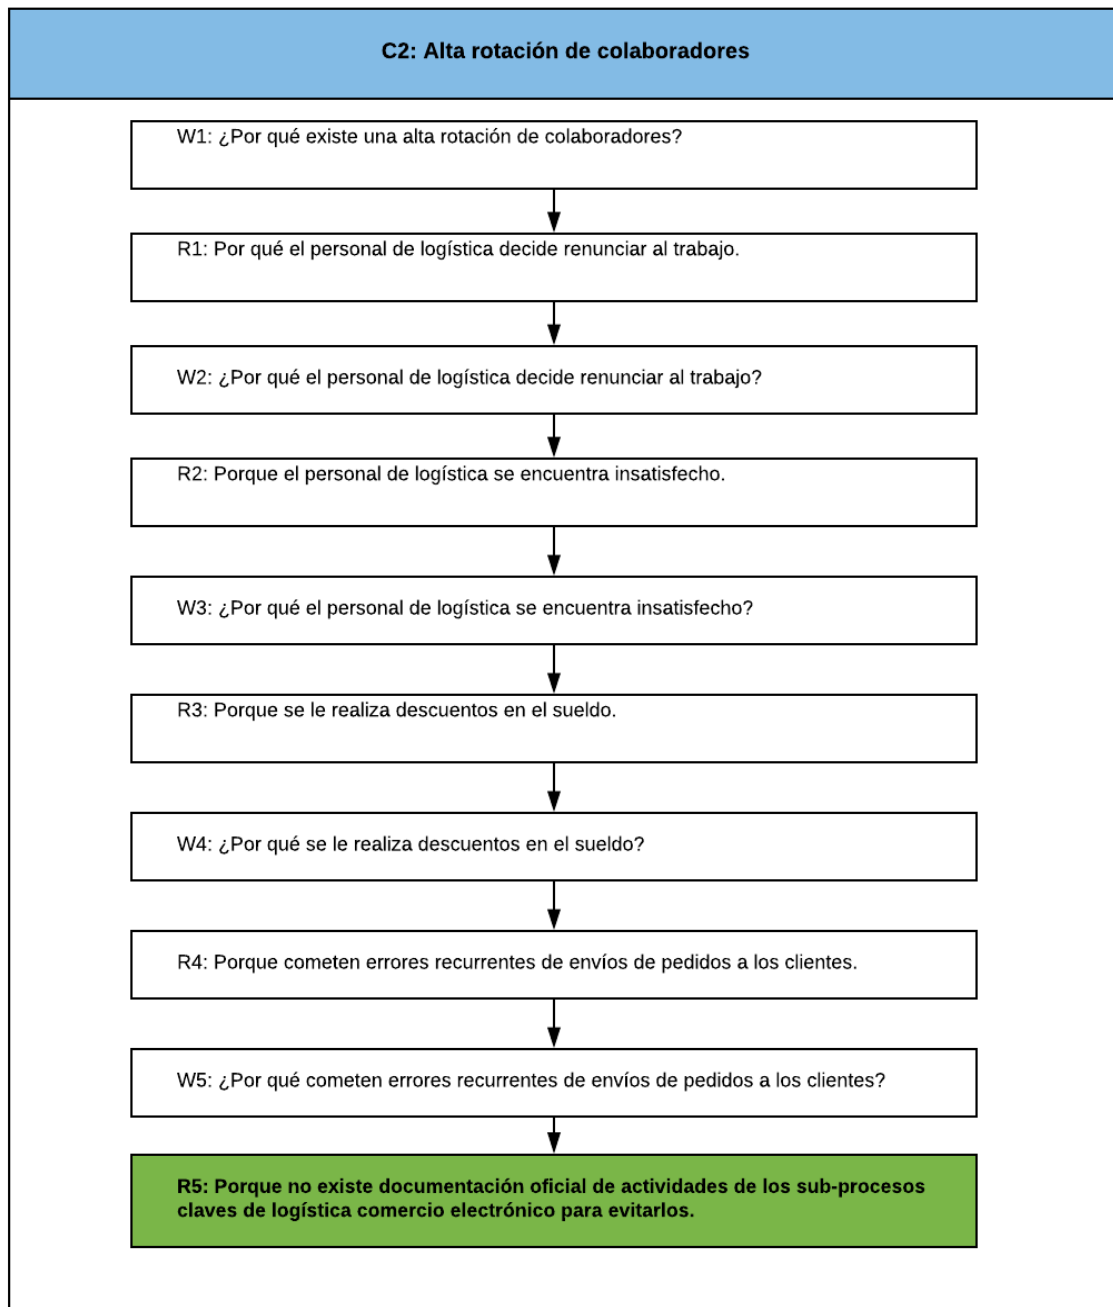 C2: Alta rotación de colaboradores
W1: ¿Por qué existe una alta rotación de colaboradores?
R1: Por qué el personal de logística decide renunciar al trabajo.
W2: ¿Por qué el personal de logística decide renunciar al trabajo?
R2: Porque el personal de logística se encuentra insatisfecho.
W3: ¿Por qué el personal de logística se encuentra insatisfecho?
R3: Porque se le realiza descuentos en el sueldo.
W4: ¿Por qué se le realiza descuentos en el sueldo?
R4: Porque cometen errores recurrentes de envíos de pedidos a los clientes.
W5: ¿Por qué cometen errores recurrentes de envíos de pedidos a los clientes?
R5: Porque no existe documentación oficial de actividades de los sub-procesos
claves de logística comercio electrónico para evitarlos.